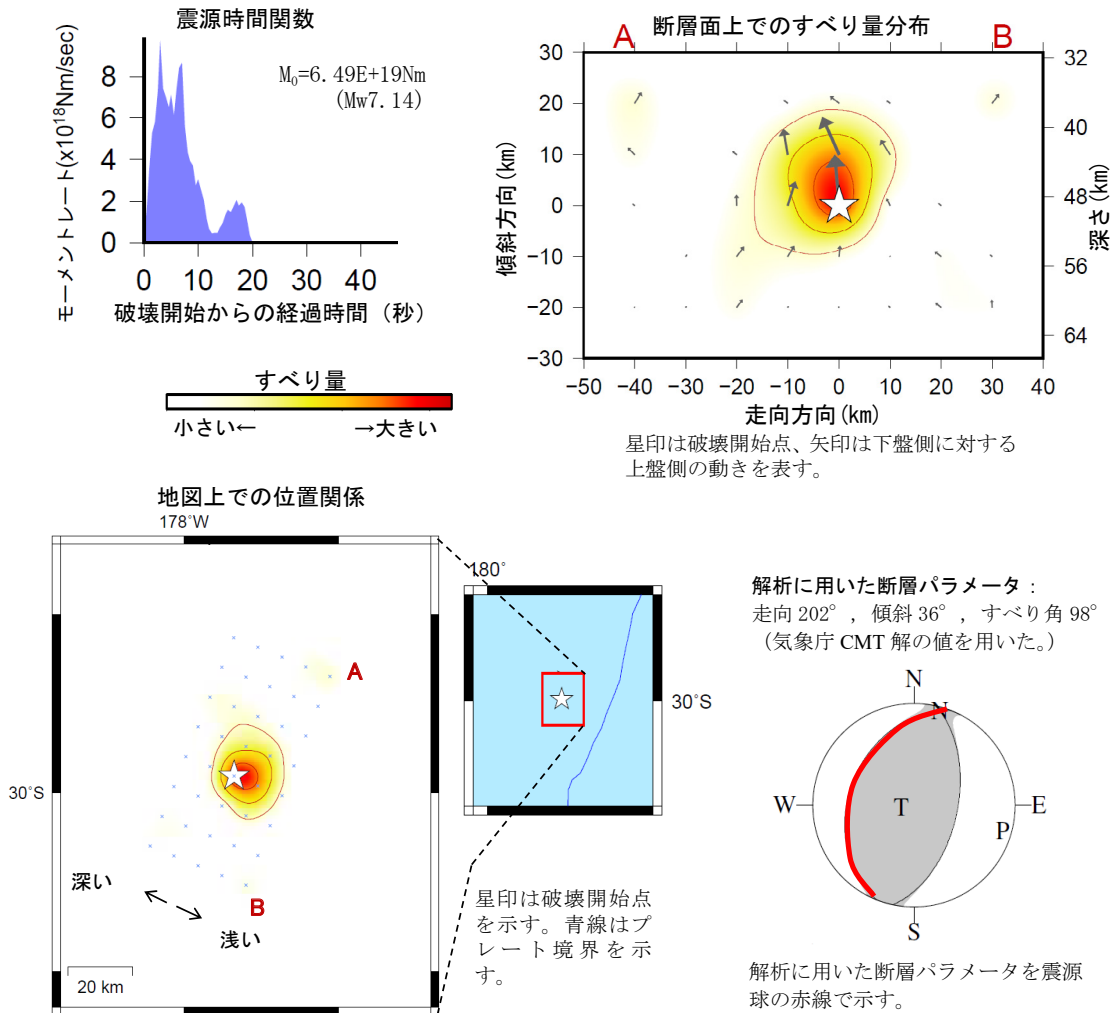 震源時間関数
モーメントレート(x10¹⁸Nm/sec)
8
6
4
2
0
M₀=6.49E+19Nm
(Mw7.14)
0 10 20 30 40
破壊開始からの経過時間（秒）
すべり量
小さい←
→大きい
A
断層面上でのすべり量分布
B
傾斜方向(km)
30
20
10
0
−10
−20
−30
32
40
48
56
64
深さ(km)
−50 −40 −30 −20 −10 0 10 20 30 40
走向方向(km)
星印は破壊開始点、矢印は下盤側に対する
上盤側の動きを表す。
地図上での位置関係
178°W
A
30°S
深い
B
浅い
20 km
180°
30°S
星印は破壊開始点
を示す。青線はプ
レート境界を示
す。
解析に用いた断層パラメータ：
走向 202°，傾斜 36°，すべり角 98°
（気象庁 CMT 解の値を用いた。）
N
N
W
T
E
P
S
解析に用いた断層パラメータを震源
球の赤線で示す。